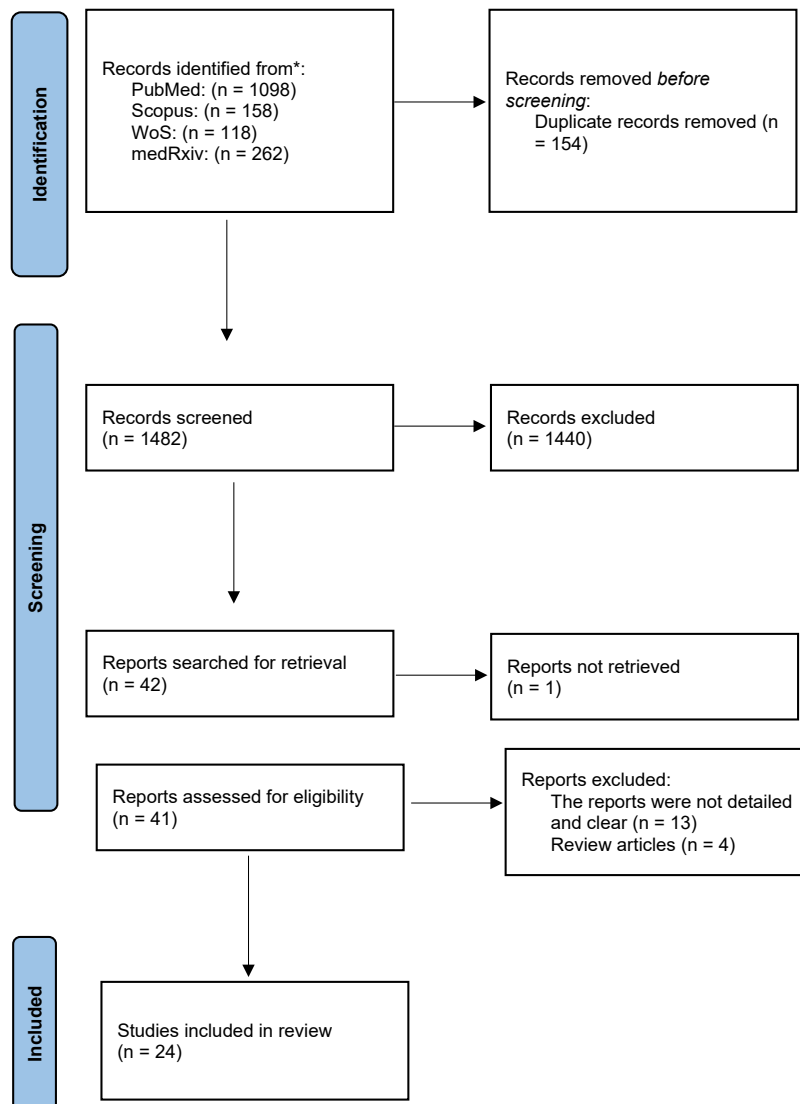 Identification
Records identified from*:
PubMed: (n = 1098)
Scopus: (n = 158)
WoS: (n = 118)
medRxiv: (n = 262)
Records removed before
screening:
Duplicate records removed (n
= 154)
Screening
Records screened
(n = 1482)
Records excluded
(n = 1440)
Reports searched for retrieval
(n = 42)
Reports not retrieved
(n = 1)
Reports assessed for eligibility
(n = 41)
Reports excluded:
The reports were not detailed
and clear (n = 13)
Review articles (n = 4)
Included
Studies included in review
(n = 24)